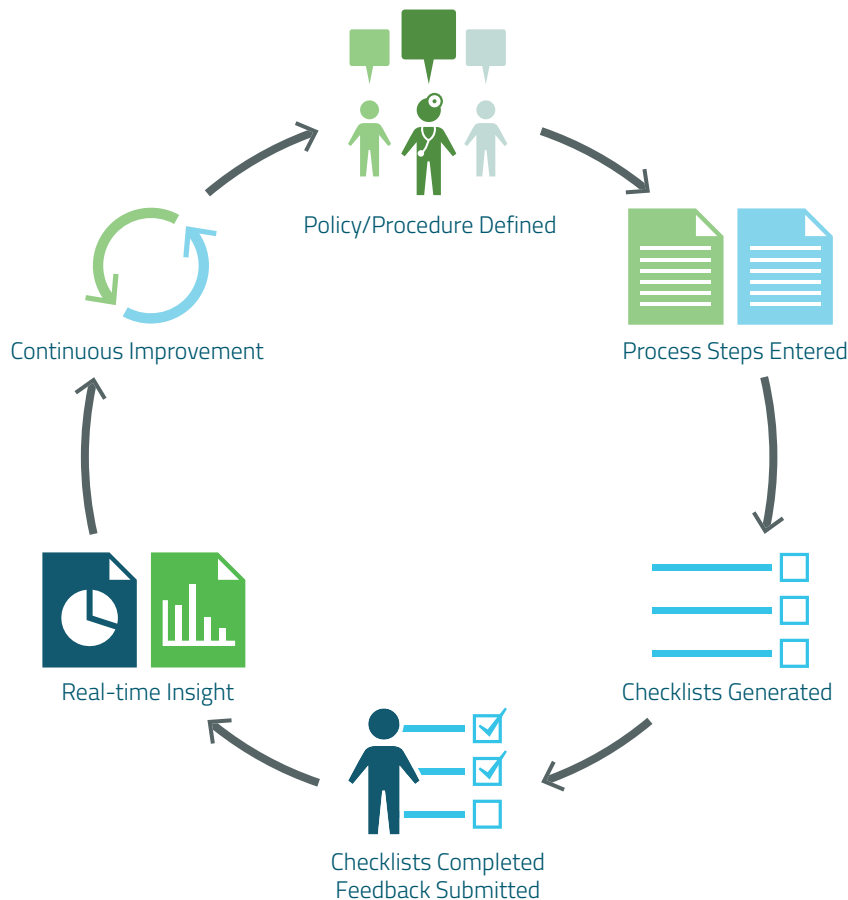 Policy/Procedure Defined
Process Steps Entered
Checklists Generated
Checklists Completed
Feedback Submitted
Real-time Insight
Continuous Improvement